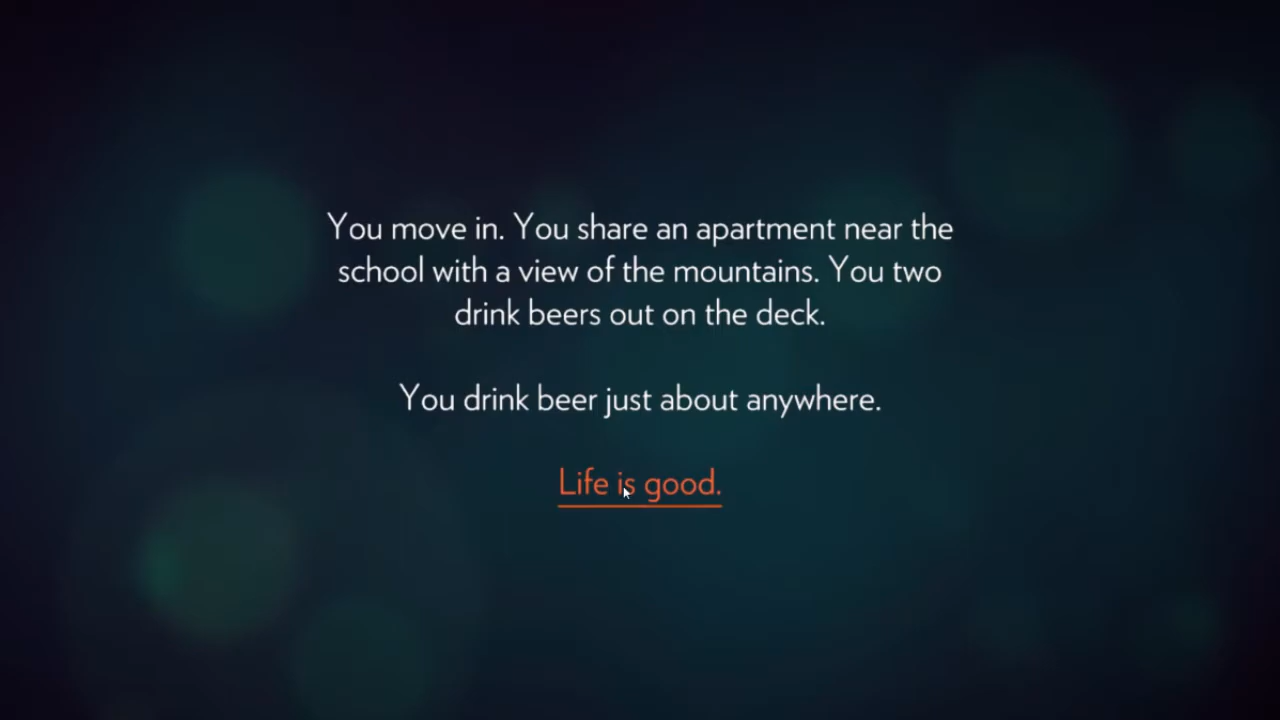 You move in. You share an apartment near the
school with a view of the mountains. You two
drink beers out on the deck.
You drink beer just about anywhere.
Life is good.